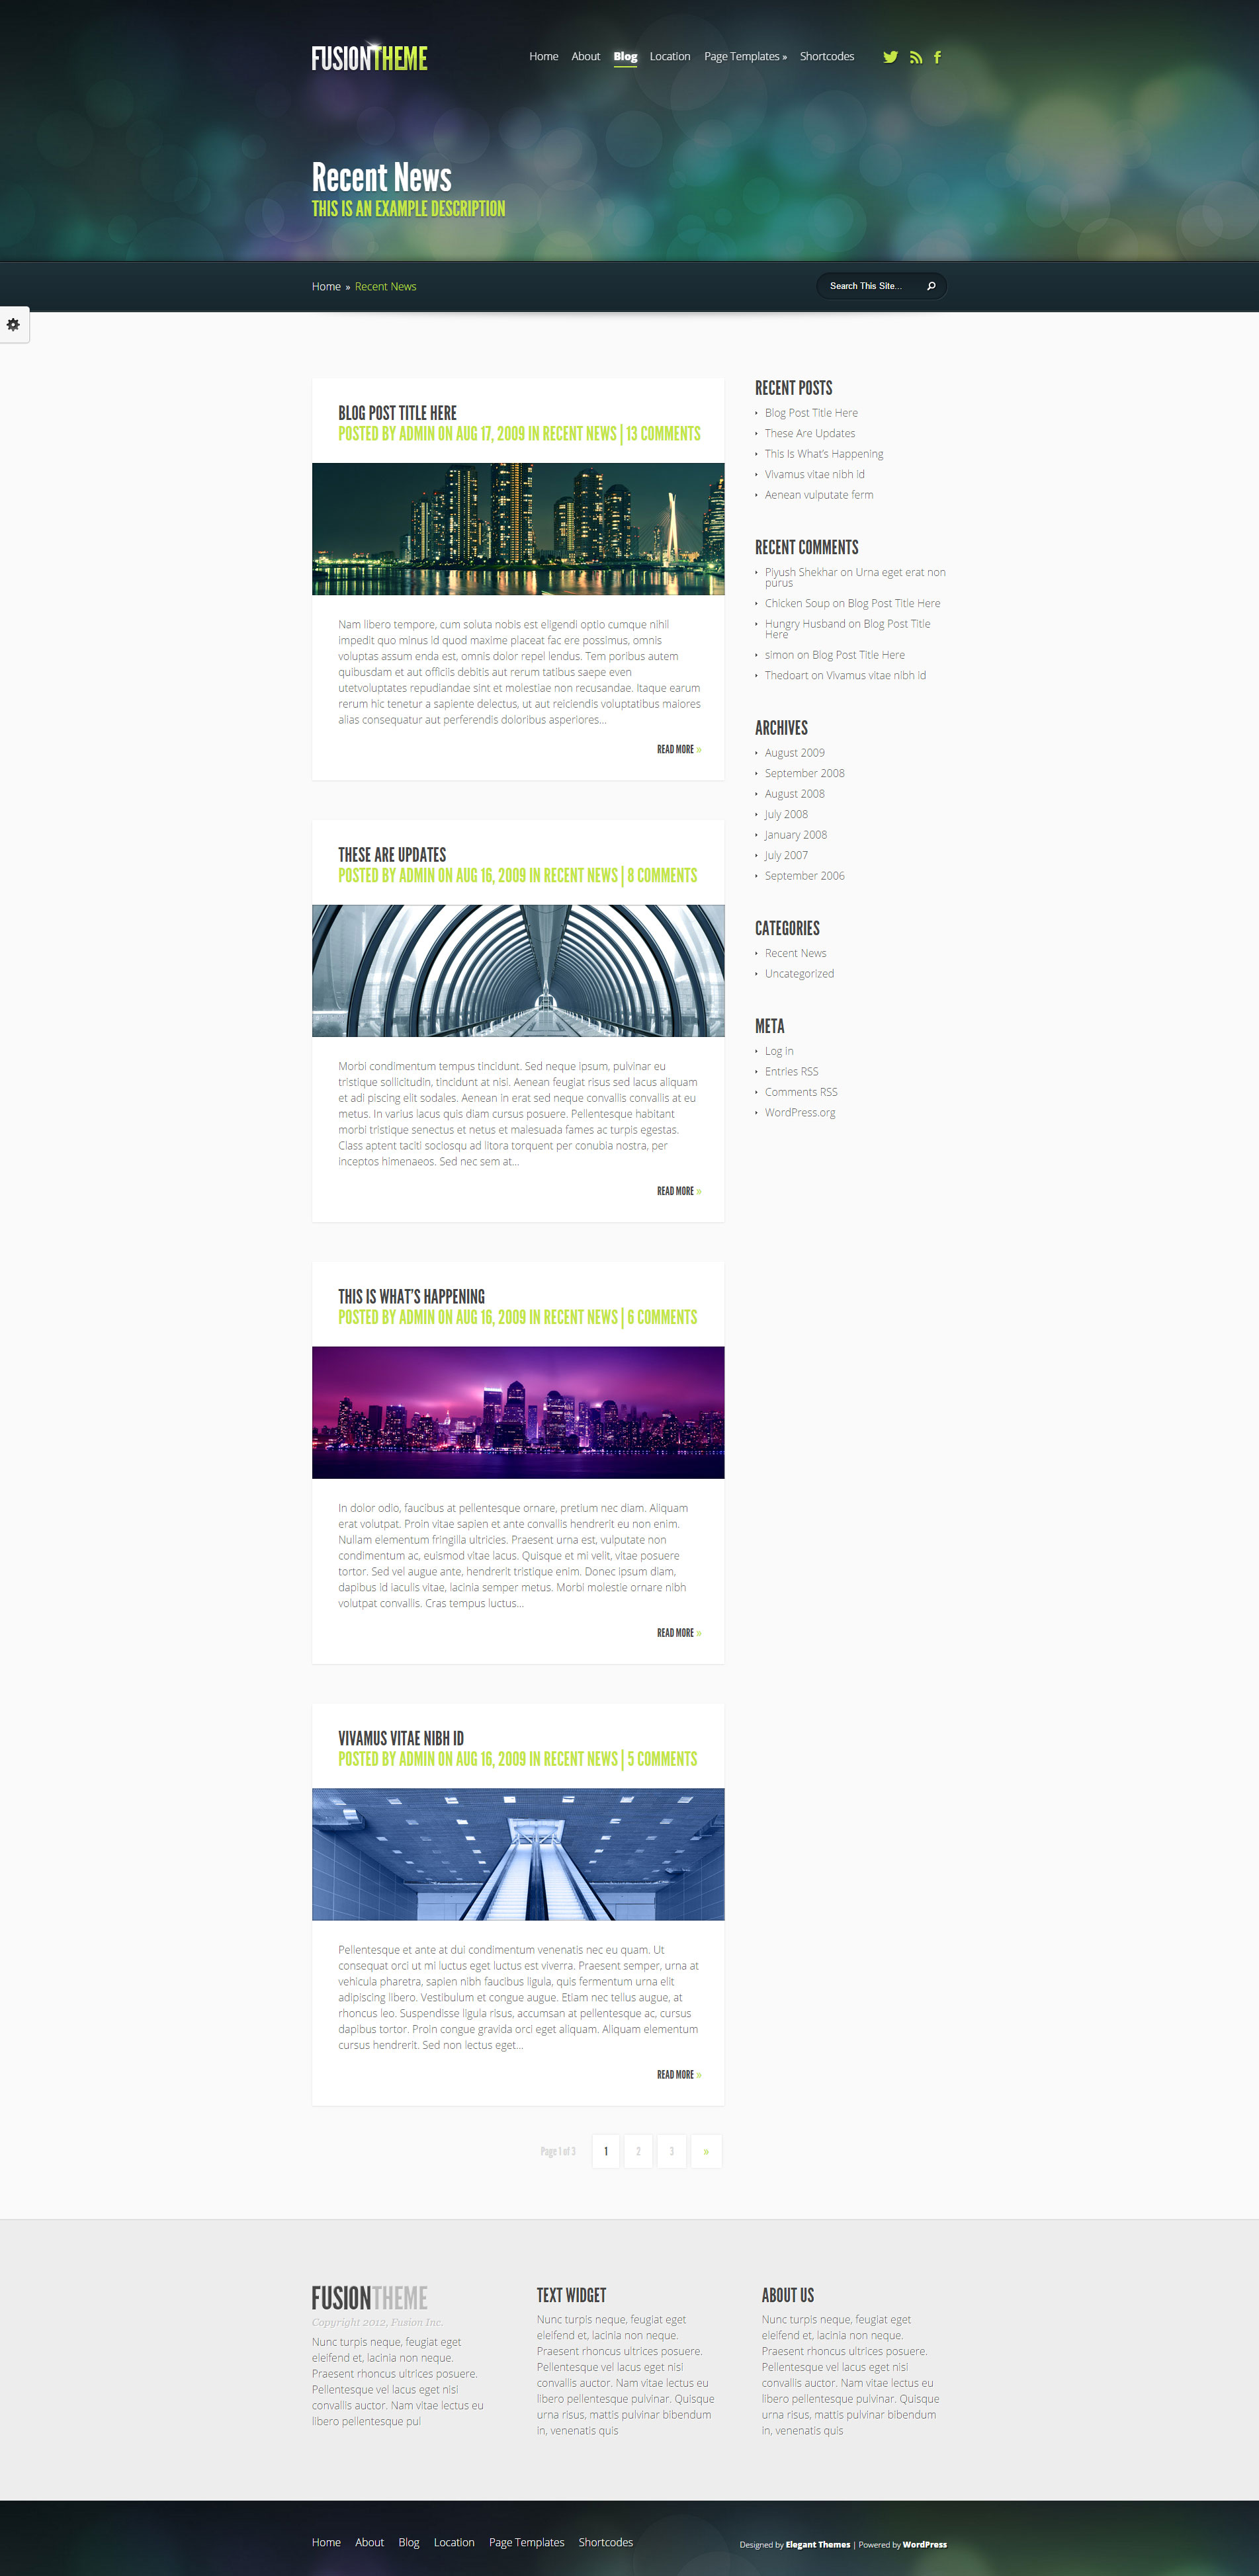 FUSIONTHEME
Home About Blog Location Page Templates » Shortcodes
Recent News
THIS IS AN EXAMPLE DESCRIPTION
Home » Recent News
Search This Site...
BLOG POST TITLE HERE
POSTED BY ADMIN ON AUG 17, 2009 IN RECENT NEWS | 13 COMMENTS
Nam libero tempore, cum soluta nobis est eligendi optio cumque nihil
impedit quo minus id quod maxime placeat fac ere possimus, omnis
voluptas assum enda est, omnis dolor repel lendus. Tem poribus autem
quibusdam et aut officiis debitis aut rerum tatibus saepe even
utetvoluptates repudiandae sint et molestiae non recusandae. Itaque earum
rerum hic tenetur a sapiente delectus, ut aut reiciendis voluptatibus maiores
alias consequatur aut perferendis doloribus asperiores...
READ MORE »
THESE ARE UPDATES
POSTED BY ADMIN ON AUG 16, 2009 IN RECENT NEWS | 8 COMMENTS
Morbi condimentum tempus tincidunt. Sed neque ipsum, pulvinar eu
tristique sollicitudin, tincidunt at nisi. Aenean feugiat risus sed lacus aliquam
et adi piscing elit sodales. Aenean in erat sed neque convallis convallis at eu
metus. In varius lacus quis diam cursus posuere. Pellentesque habitant
morbi tristique senectus et netus et malesuada fames ac turpis egestas.
Class aptent taciti sociosqu ad litora torquent per conubia nostra, per
inceptos himenaeos. Sed nec sem at...
READ MORE »
THIS IS WHAT'S HAPPENING
POSTED BY ADMIN ON AUG 16, 2009 IN RECENT NEWS | 6 COMMENTS
In dolor odio, faucibus at pellentesque ornare, pretium nec diam. Aliquam
erat volutpat. Proin vitae sapien et ante convallis hendrerit eu non enim.
Nullam elementum fringilla ultricies. Praesent urna est, vulputate non
condimentum ac, euismod vitae lacus. Quisque et mi velit, vitae posuere
tortor. Sed vel augue ante, hendrerit tristique enim. Donec ipsum diam,
dapibus id iaculis vitae, lacinia semper metus. Morbi molestie ornare nibh
volutpat convallis. Cras tempus luctus...
READ MORE »
VIVAMUS VITAE NIBH ID
POSTED BY ADMIN ON AUG 16, 2009 IN RECENT NEWS | 5 COMMENTS
Pellentesque et ante at dui condimentum venenatis nec eu quam. Ut
consequat orci ut mi luctus eget luctus est viverra. Praesent semper, urna at
vehicula pharetra, sapien nibh faucibus ligula, quis fermentum urna elit
adipiscing libero. Vestibulum et congue augue. Etiam nec tellus augue, at
rhoncus leo. Suspendisse ligula risus, accumsan at pellentesque ac, cursus
dapibus tortor. Proin congue gravida orci eget aliquam. Aliquam elementum
cursus hendrerit. Sed non lectus eget...
READ MORE »
Page 1 of 3 1 2 3 »
RECENT POSTS
Blog Post Title Here
These Are Updates
This Is What's Happening
Vivamus vitae nibh id
Aenean vulputate ferm
RECENT COMMENTS
Piyush Shekhar on Urna eget erat non
purus
Chicken Soup on Blog Post Title Here
Hungry Husband on Blog Post Title
Here
simon on Blog Post Title Here
Thedoart on Vivamus vitae nibh id
ARCHIVES
August 2009
September 2008
August 2008
July 2008
January 2008
July 2007
September 2006
CATEGORIES
Recent News
Uncategorized
META
Log in
Entries RSS
Comments RSS
WordPress.org
FUSIONTHEME
Copyright 2012, Fusion Inc.
Nunc turpis neque, feugiat eget
eleifend et, lacinia non neque.
Praesent rhoncus ultrices posuere.
Pellentesque vel lacus eget nisi
convallis auctor. Nam vitae lectus eu
libero pellentesque pul
TEXT WIDGET
Nunc turpis neque, feugiat eget
eleifend et, lacinia non neque.
Praesent rhoncus ultrices posuere.
Pellentesque vel lacus eget nisi
convallis auctor. Nam vitae lectus eu
libero pellentesque pulvinar. Quisque
urna risus, mattis pulvinar bibendum
in, venenatis quis
ABOUT US
Nunc turpis neque, feugiat eget
eleifend et, lacinia non neque.
Praesent rhoncus ultrices posuere.
Pellentesque vel lacus eget nisi
convallis auctor. Nam vitae lectus eu
libero pellentesque pulvinar. Quisque
urna risus, mattis pulvinar bibendum
in, venenatis quis
Home About Blog Location Page Templates Shortcodes
Designed by Elegant Themes | Powered by WordPress